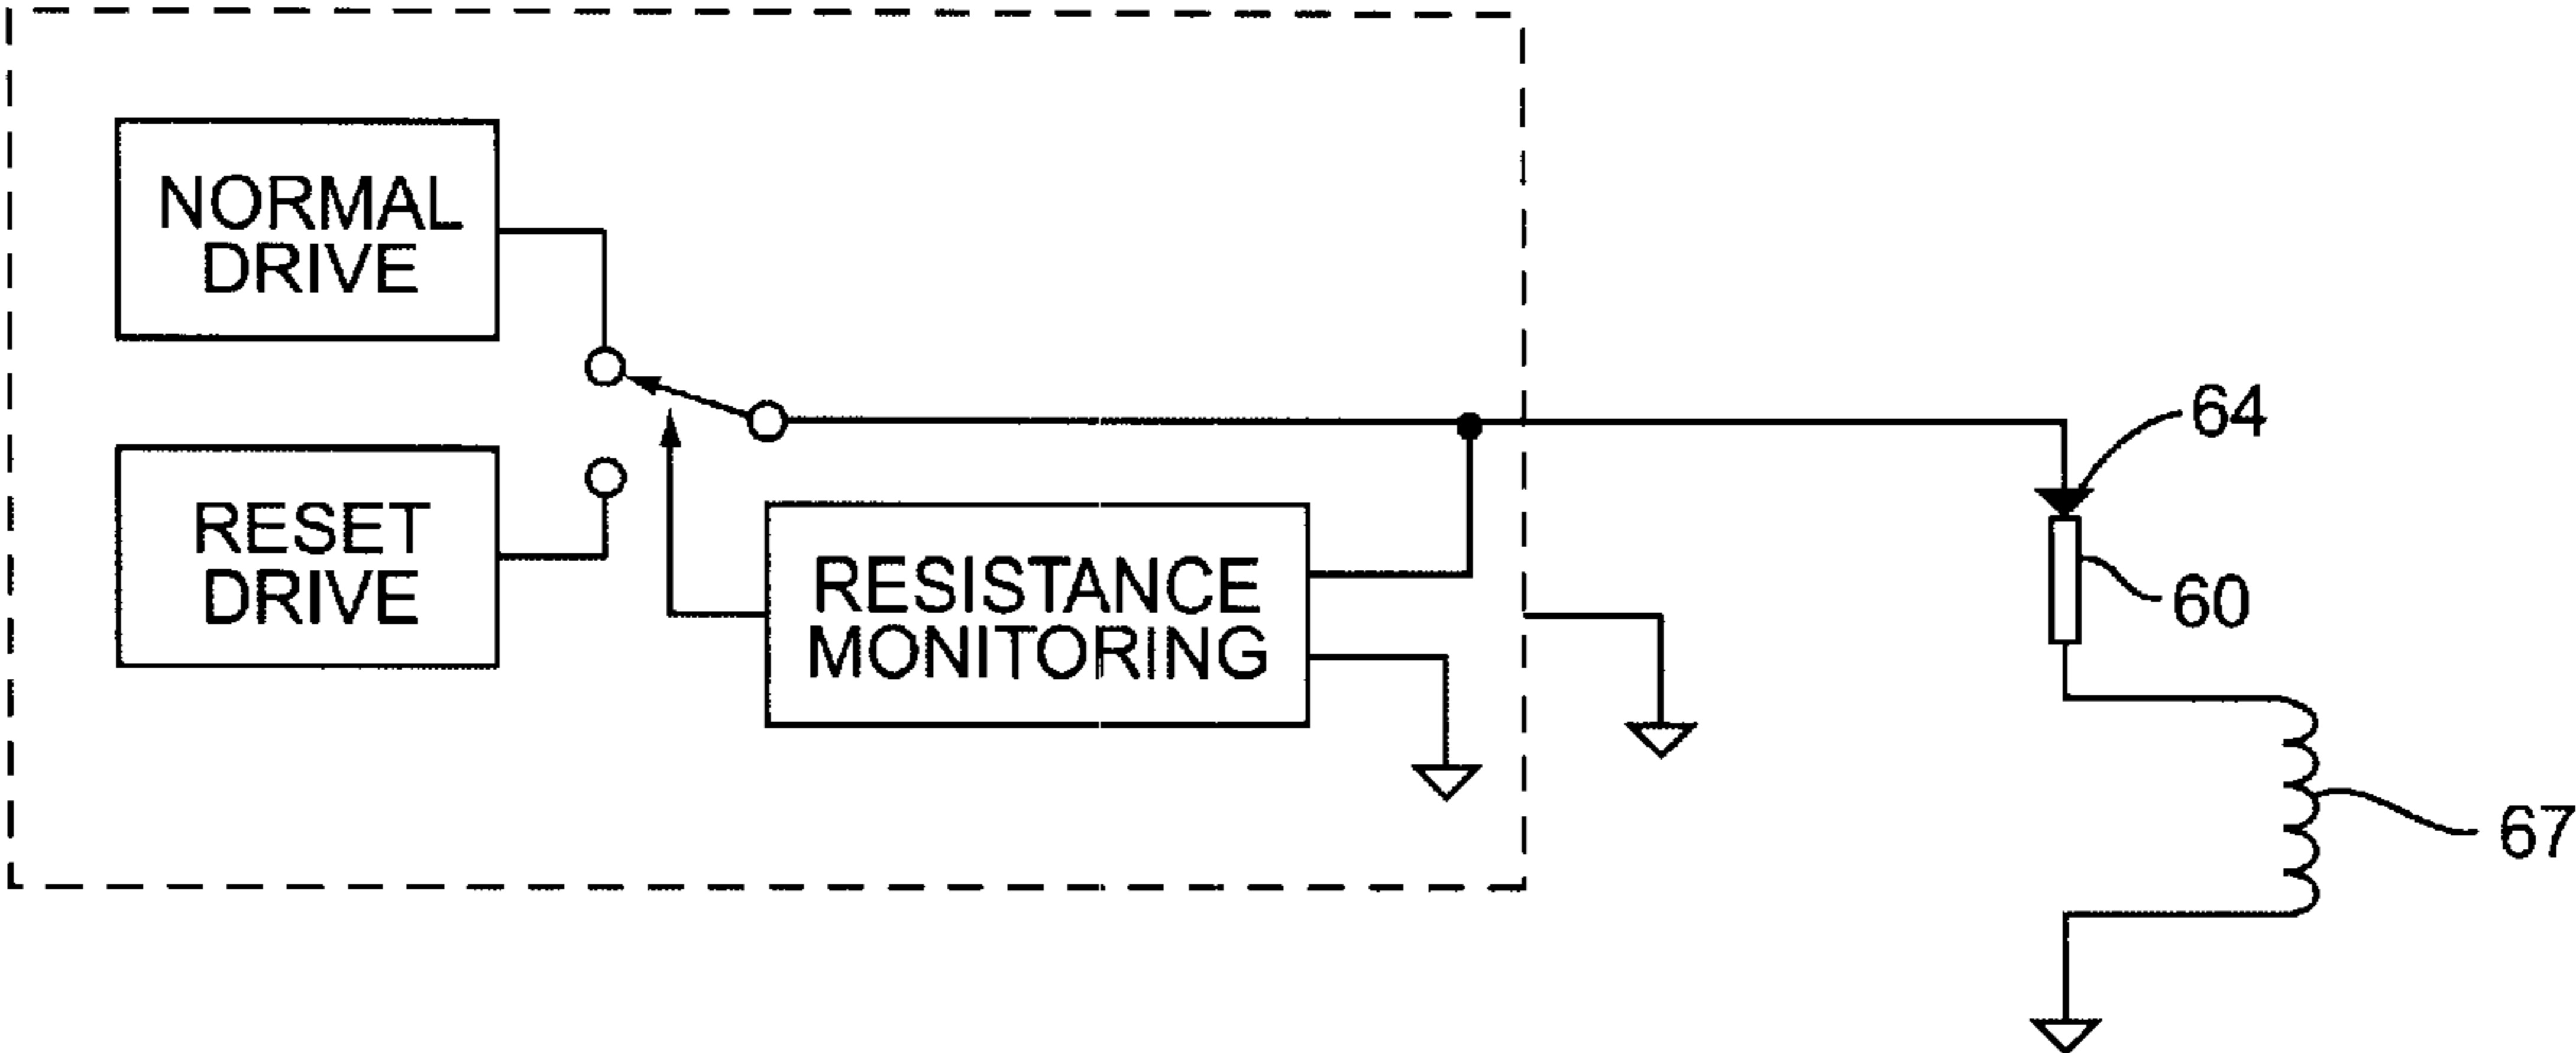 NORMAL
DRIVE
RESET
DRIVE
RESISTANCE
MONITORING
64
60
67